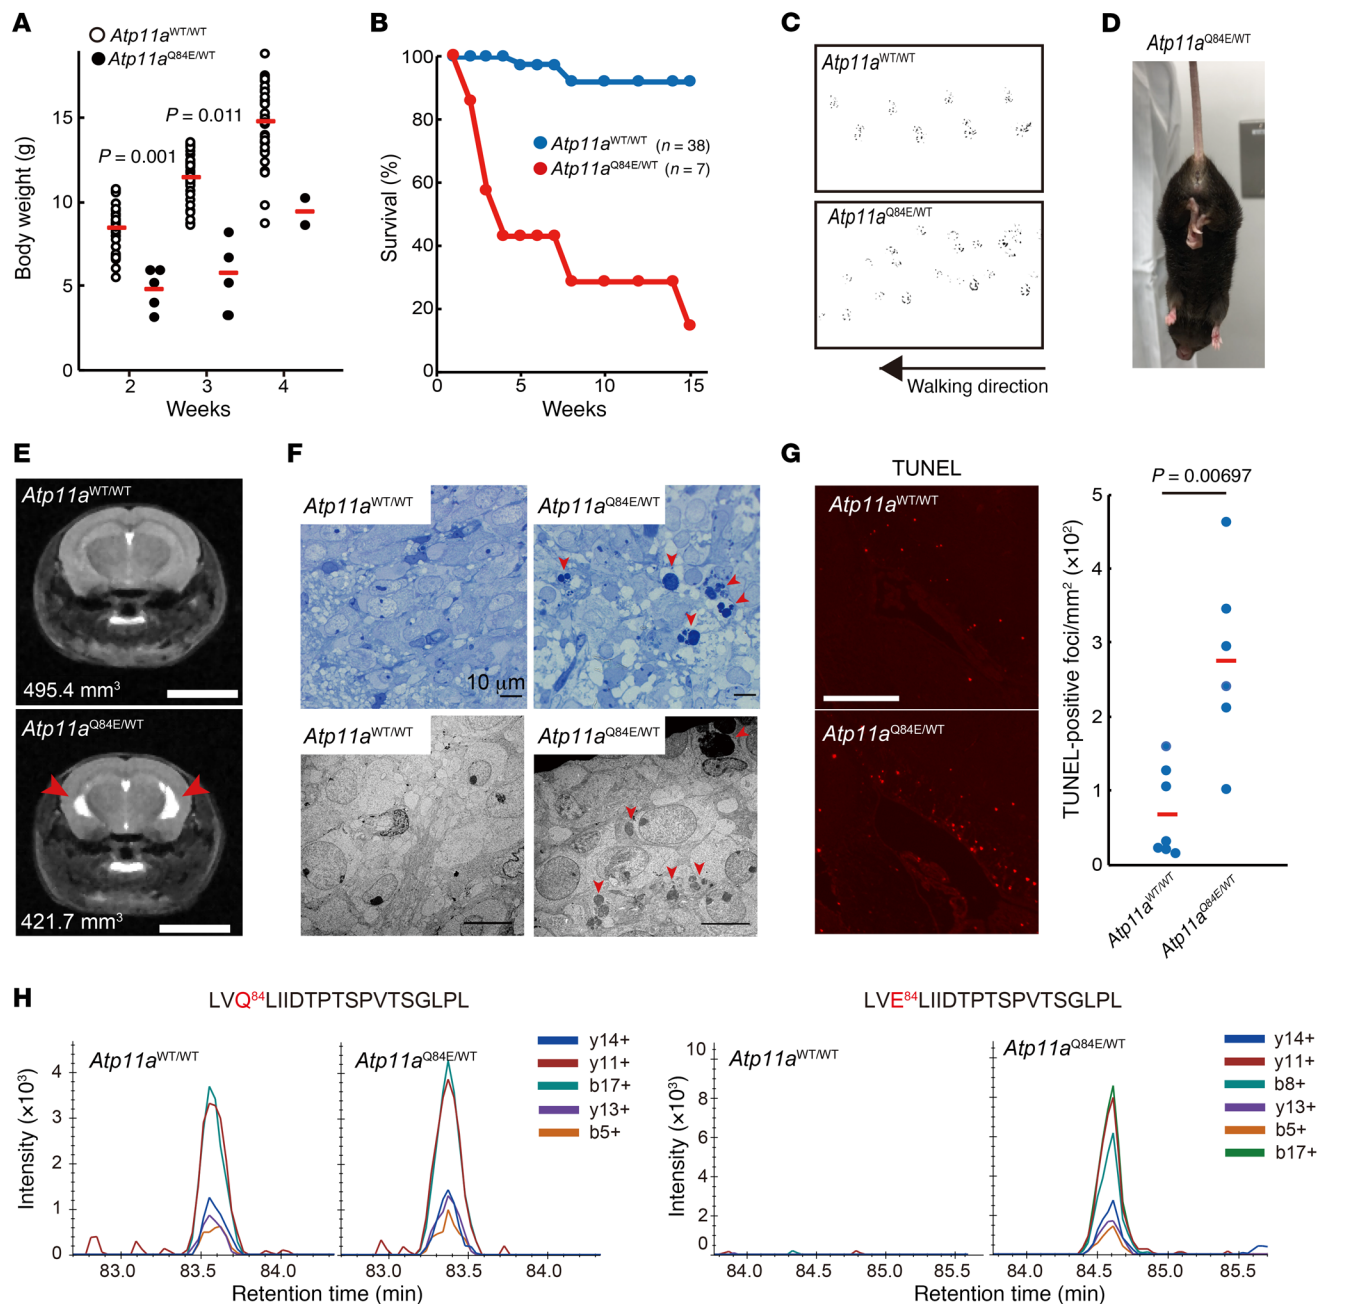 A
Atp11aWT/WT
Atp11aQ84E/WT
P = 0.011
P = 0.001
Body weight (g)
15
10
5
0
2 3 4
Weeks
B
Survival (%)
100
80
60
40
20
0
Atp11aWT/WT (n = 38)
Atp11aQ84E/WT (n = 7)
0 5 10 15
Weeks
C
Atp11aWT/WT
Atp11aQ84E/WT
Walking direction
D
Atp11aQ84E/WT
E
Atp11aWT/WT
495.4 mm3
Atp11aQ84E/WT
421.7 mm3
F
Atp11aWT/WT
Atp11aQ84E/WT
10 μm
Atp11aWT/WT
Atp11aQ84E/WT
G
TUNEL
Atp11aWT/WT
Atp11aQ84E/WT
P = 0.00697
TUNEL-positive foci/mm2 (×102)
5
4
3
2
1
0
Atp11aWT/WT
Atp11aQ84E/WT
H
LVQ84LIIDTPTSPVTSGLPL
Atp11aWT/WT
Atp11aQ84E/WT
y14+
y11+
b17+
y13+
b5+
Intensity (×103)
4
3
2
1
0
83.0 83.5 84.0
83.0 83.5 84.0
Retention time (min)
LVE84LIIDTPTSPVTSGLPL
Atp11aWT/WT
Atp11aQ84E/WT
y14+
y11+
b8+
y13+
b5+
b17+
Intensity (×103)
10
8
6
4
2
0
84.0 84.5 85.0 85.5
84.0 84.5 85.0 85.5
Retention time (min)